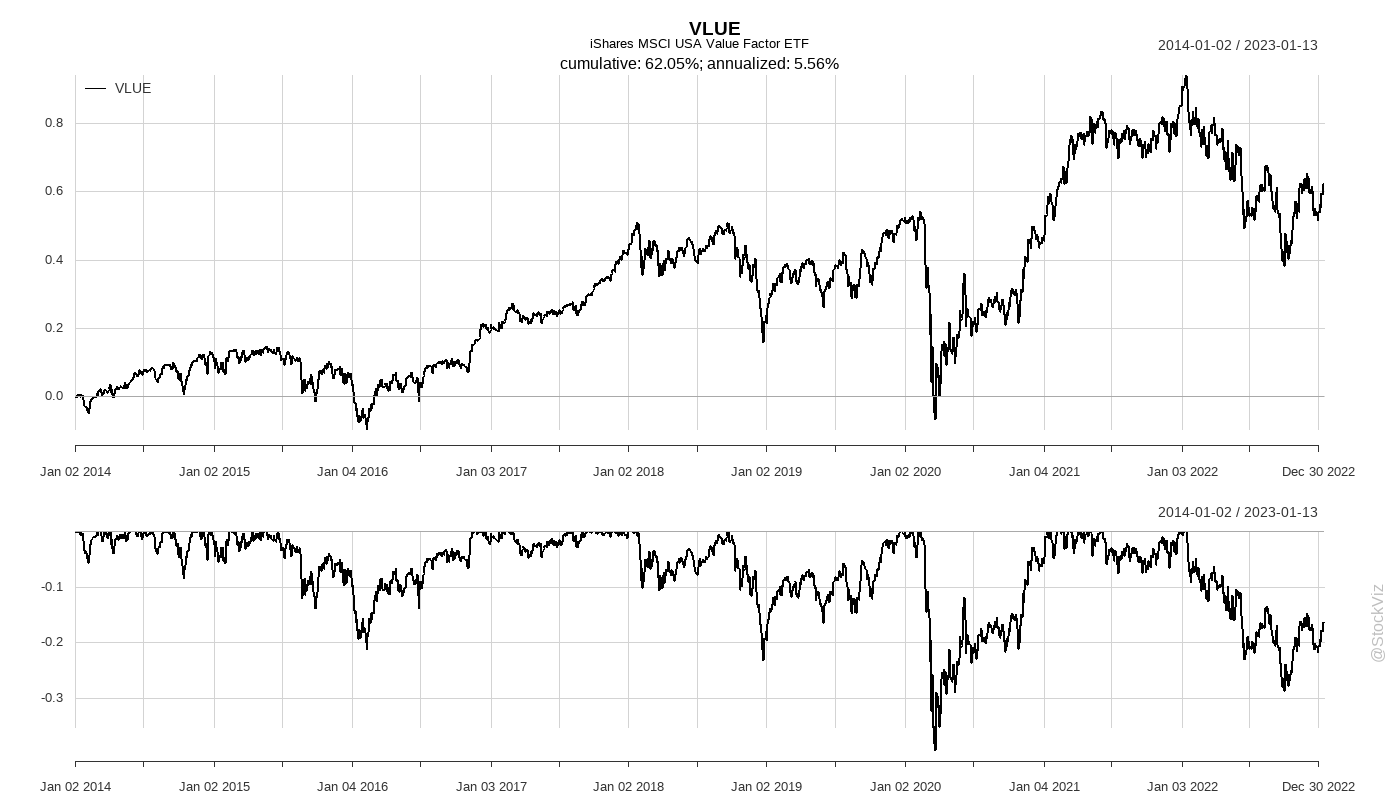 VLUE
iShares MSCI USA Value Factor ETF
cumulative: 62.05%; annualized: 5.56%
2014-01-02 / 2023-01-13
VLUE
0.8
0.6
0.4
0.2
0.0
Jan 02 2014 Jan 02 2015 Jan 04 2016 Jan 03 2017 Jan 02 2018 Jan 02 2019 Jan 02 2020 Jan 04 2021 Jan 03 2022 Dec 30 2022
2014-01-02 / 2023-01-13
-0.1
-0.2
-0.3
@StockViz
Jan 02 2014 Jan 02 2015 Jan 04 2016 Jan 03 2017 Jan 02 2018 Jan 02 2019 Jan 02 2020 Jan 04 2021 Jan 03 2022 Dec 30 2022